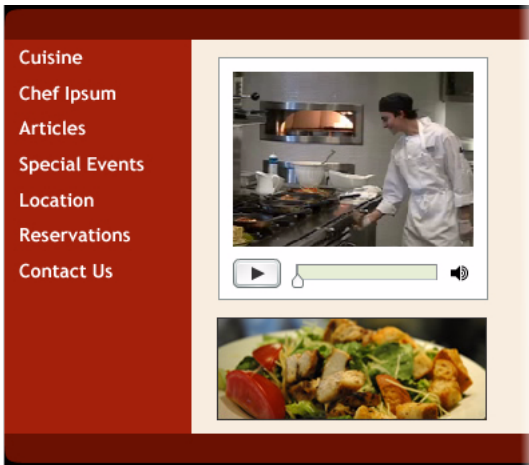 Cuisine
Chef Ipsum
Articles
Special Events
Location
Reservations
Contact Us